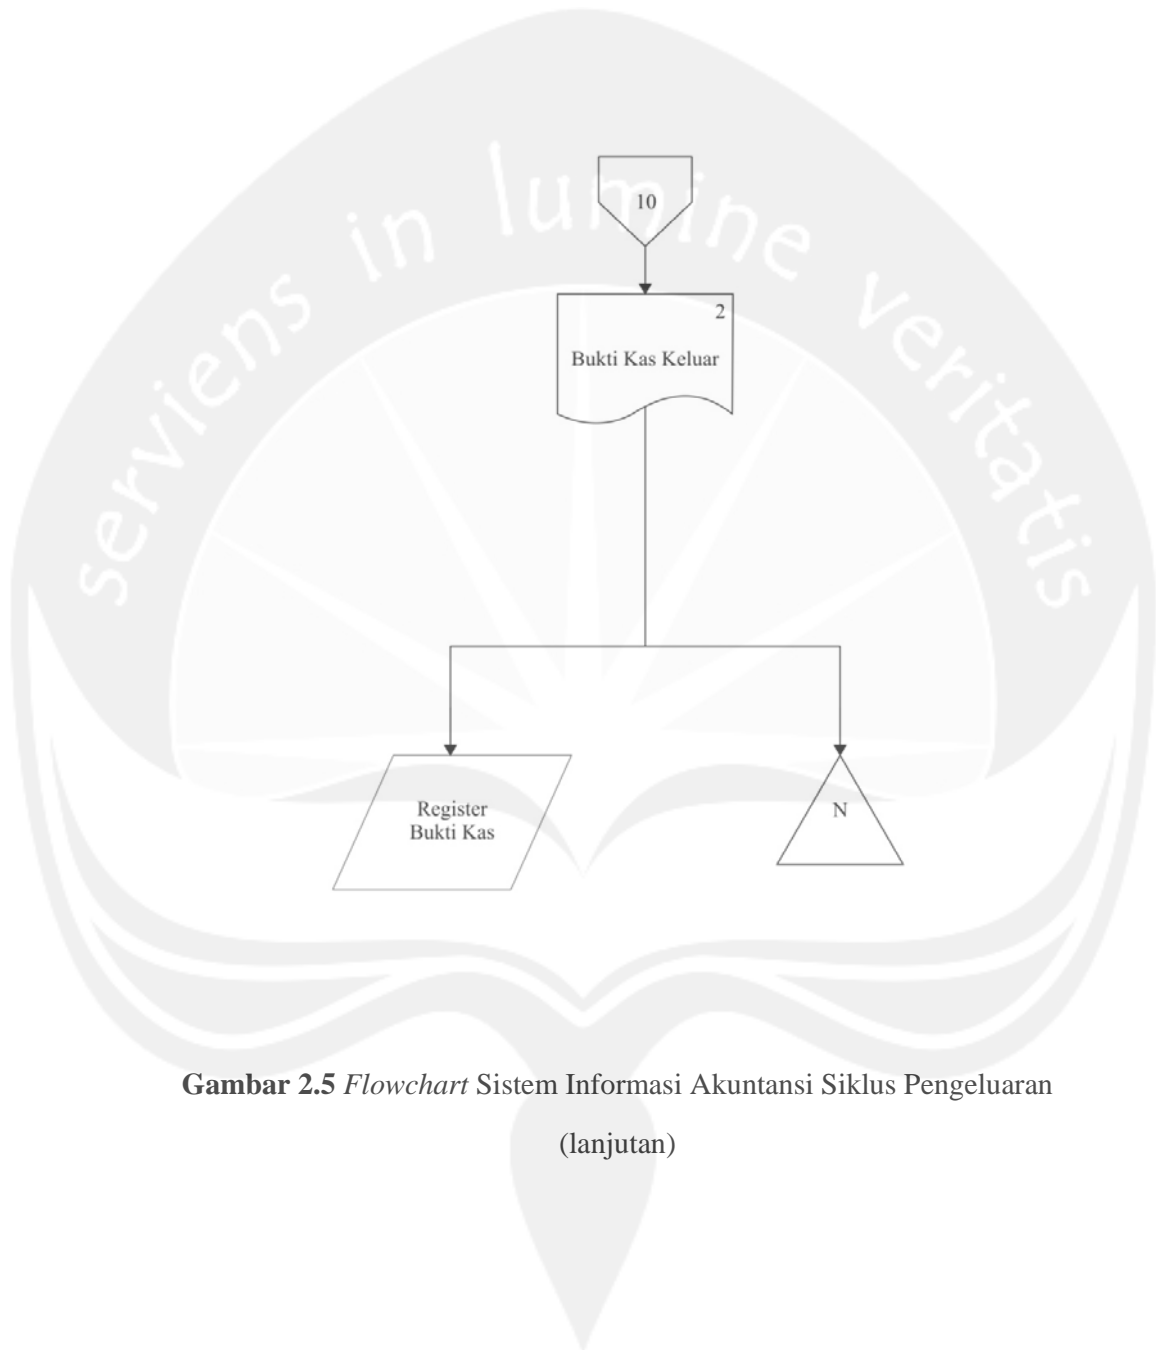 serviens in lumine veritatis
10
2
Bukti Kas Keluar
Register
Bukti Kas
N
Gambar 2.5 Flowchart Sistem Informasi Akuntansi Siklus Pengeluaran
(lanjutan)